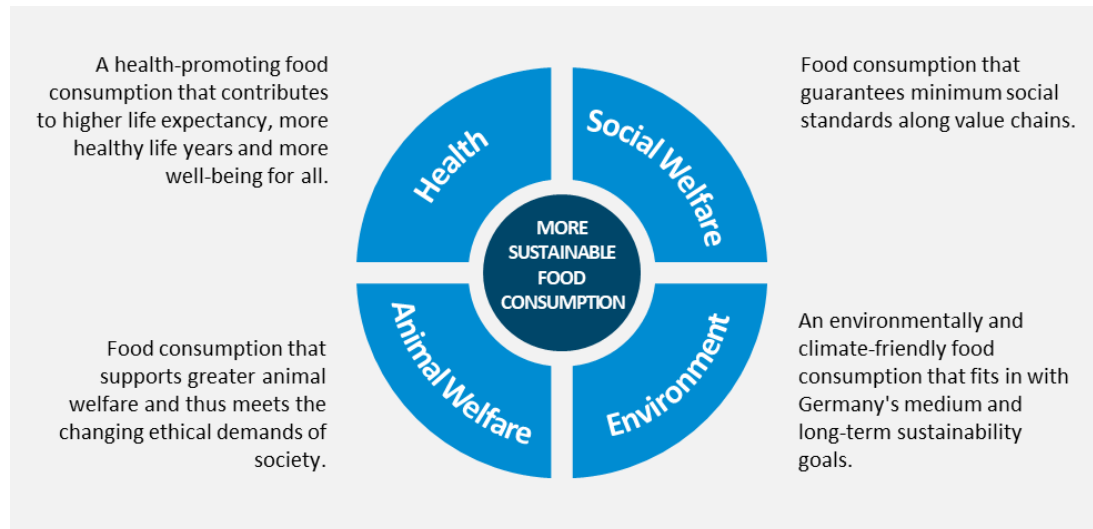 A health-promoting food
consumption that contributes
to higher life expectancy, more
healthy life years and more
well-being for all.
Health
Social Welfare
Food consumption that
guarantees minimum social
standards along value chains.
MORE
SUSTAINABLE
FOOD
CONSUMPTION
Food consumption that
supports greater animal
welfare and thus meets the
changing ethical demands of
society.
Animal Welfare
Environment
An environmentally and
climate-friendly food
consumption that fits in with
Germany's medium and
long-term sustainability
goals.